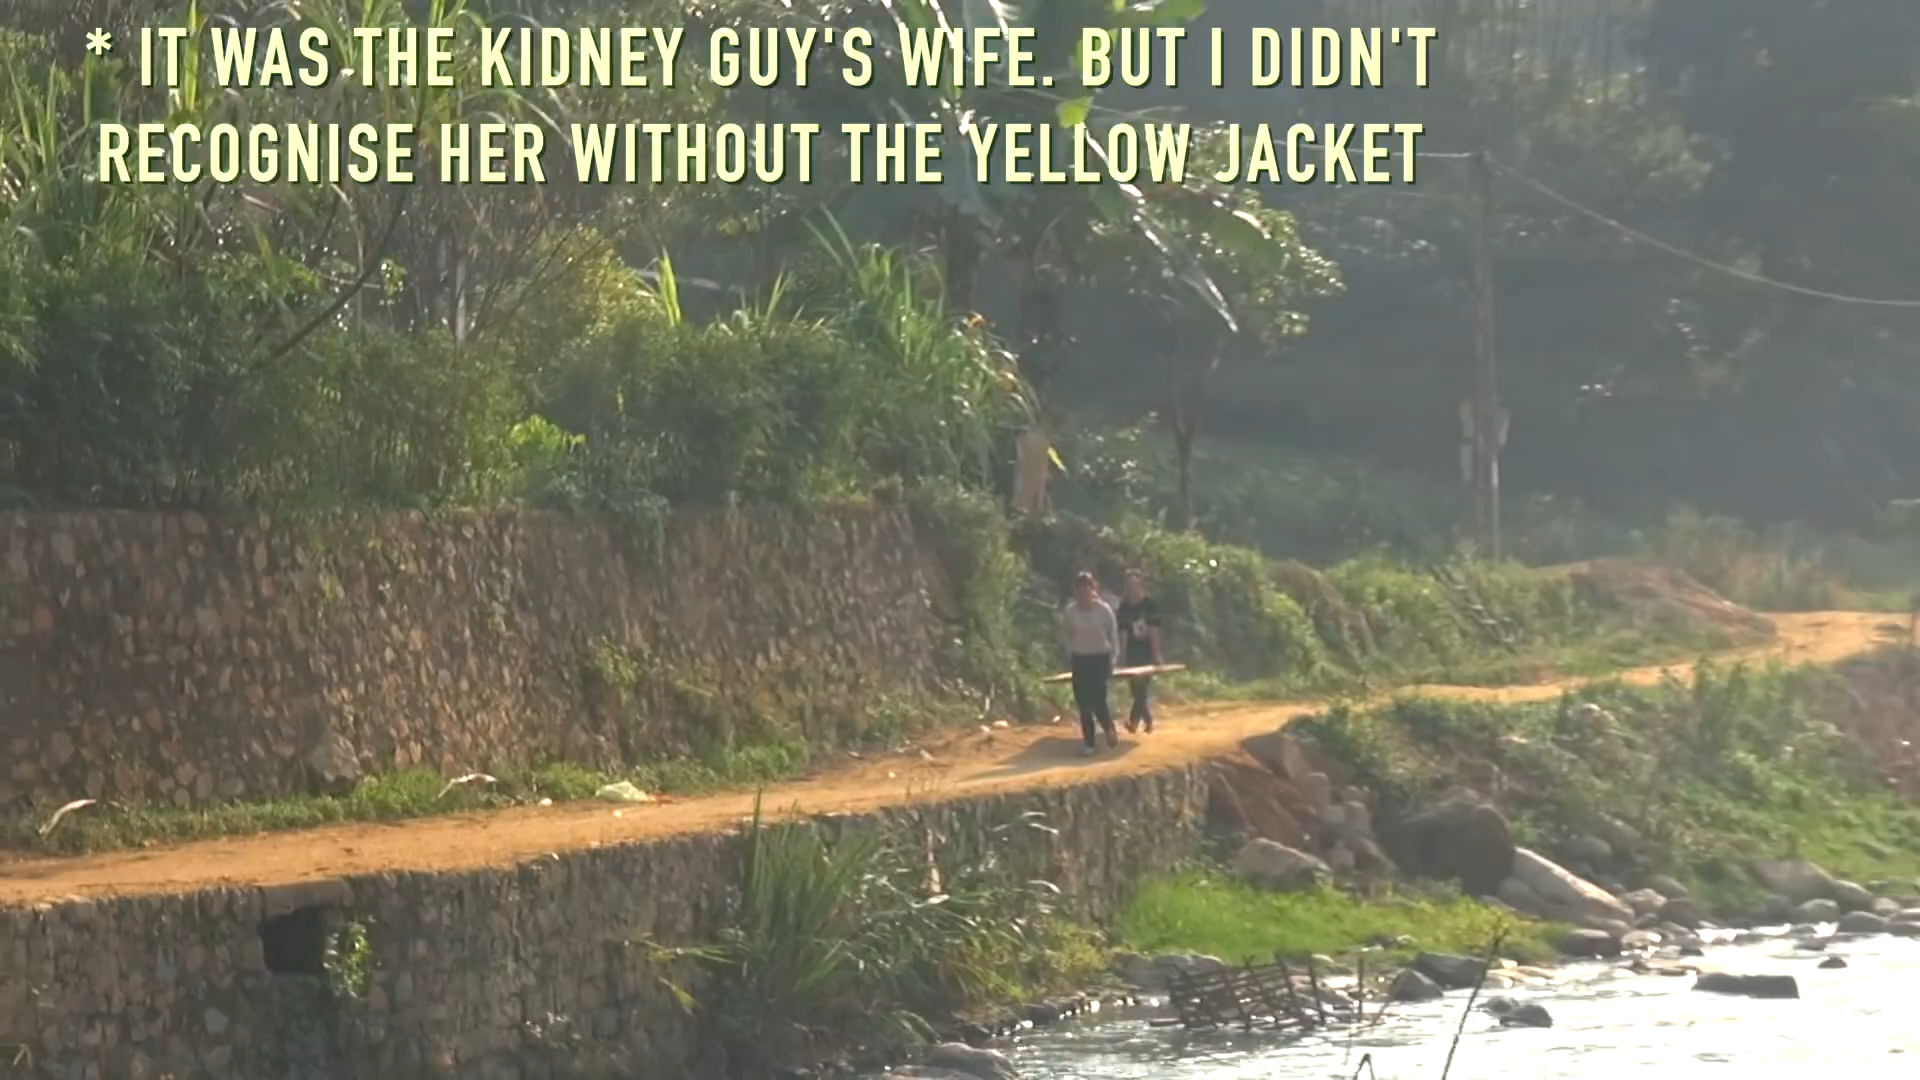 * IT WAS THE KIDNEY GUY'S WIFE. BUT I DIDN'T
RECOGNISE HER WITHOUT THE YELLOW JACKET